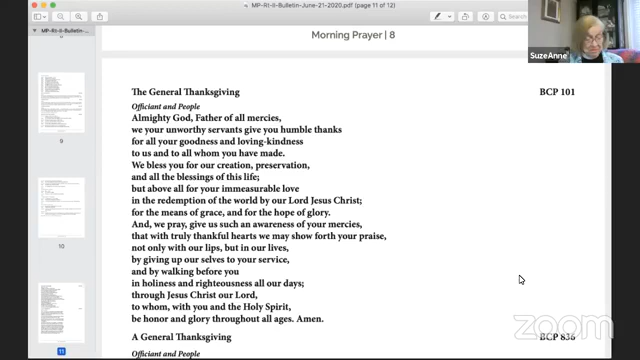 MP-Rt-II-Bulletin-June-21-2020.pdf (page 11 of 12)
Search
MP-Rt-II-Bulletin-June-21-2020....
9
10
11
Morning Prayer | 8
SuzeAnne
The General Thanksgiving BCP 101
Officiant and People
Almighty God, Father of all mercies,
we your unworthy servants give you humble thanks
for all your goodness and loving-kindness
to us and to all whom you have made.
We bless you for our creation, preservation,
and all the blessings of this life;
but above all for your immeasurable love
in the redemption of the world by our Lord Jesus Christ;
for the means of grace, and for the hope of glory.
And, we pray, give us such an awareness of your mercies,
that with truly thankful hearts we may show forth your praise,
not only with our lips, but in our lives,
by giving up our selves to your service,
and by walking before you
in holiness and righteousness all our days;
through Jesus Christ our Lord,
to whom, with you and the Holy Spirit,
be honor and glory throughout all ages. Amen.
zoom
A General Thanksgiving BCP 836
Officiant and People